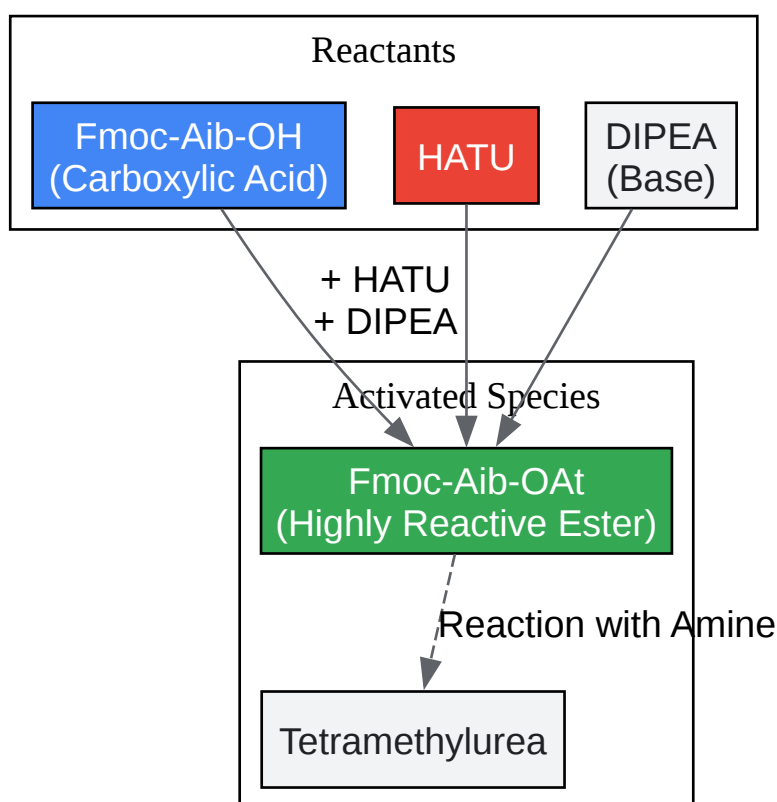 Reactants
Fmoc-Aib-OH
(Carboxylic Acid)
HATU
DIPEA
(Base)
+ HATU
+ DIPEA
Activated Species
Fmoc-Aib-OAt
(Highly Reactive Ester)
Reaction with Amine
Tetramethylurea